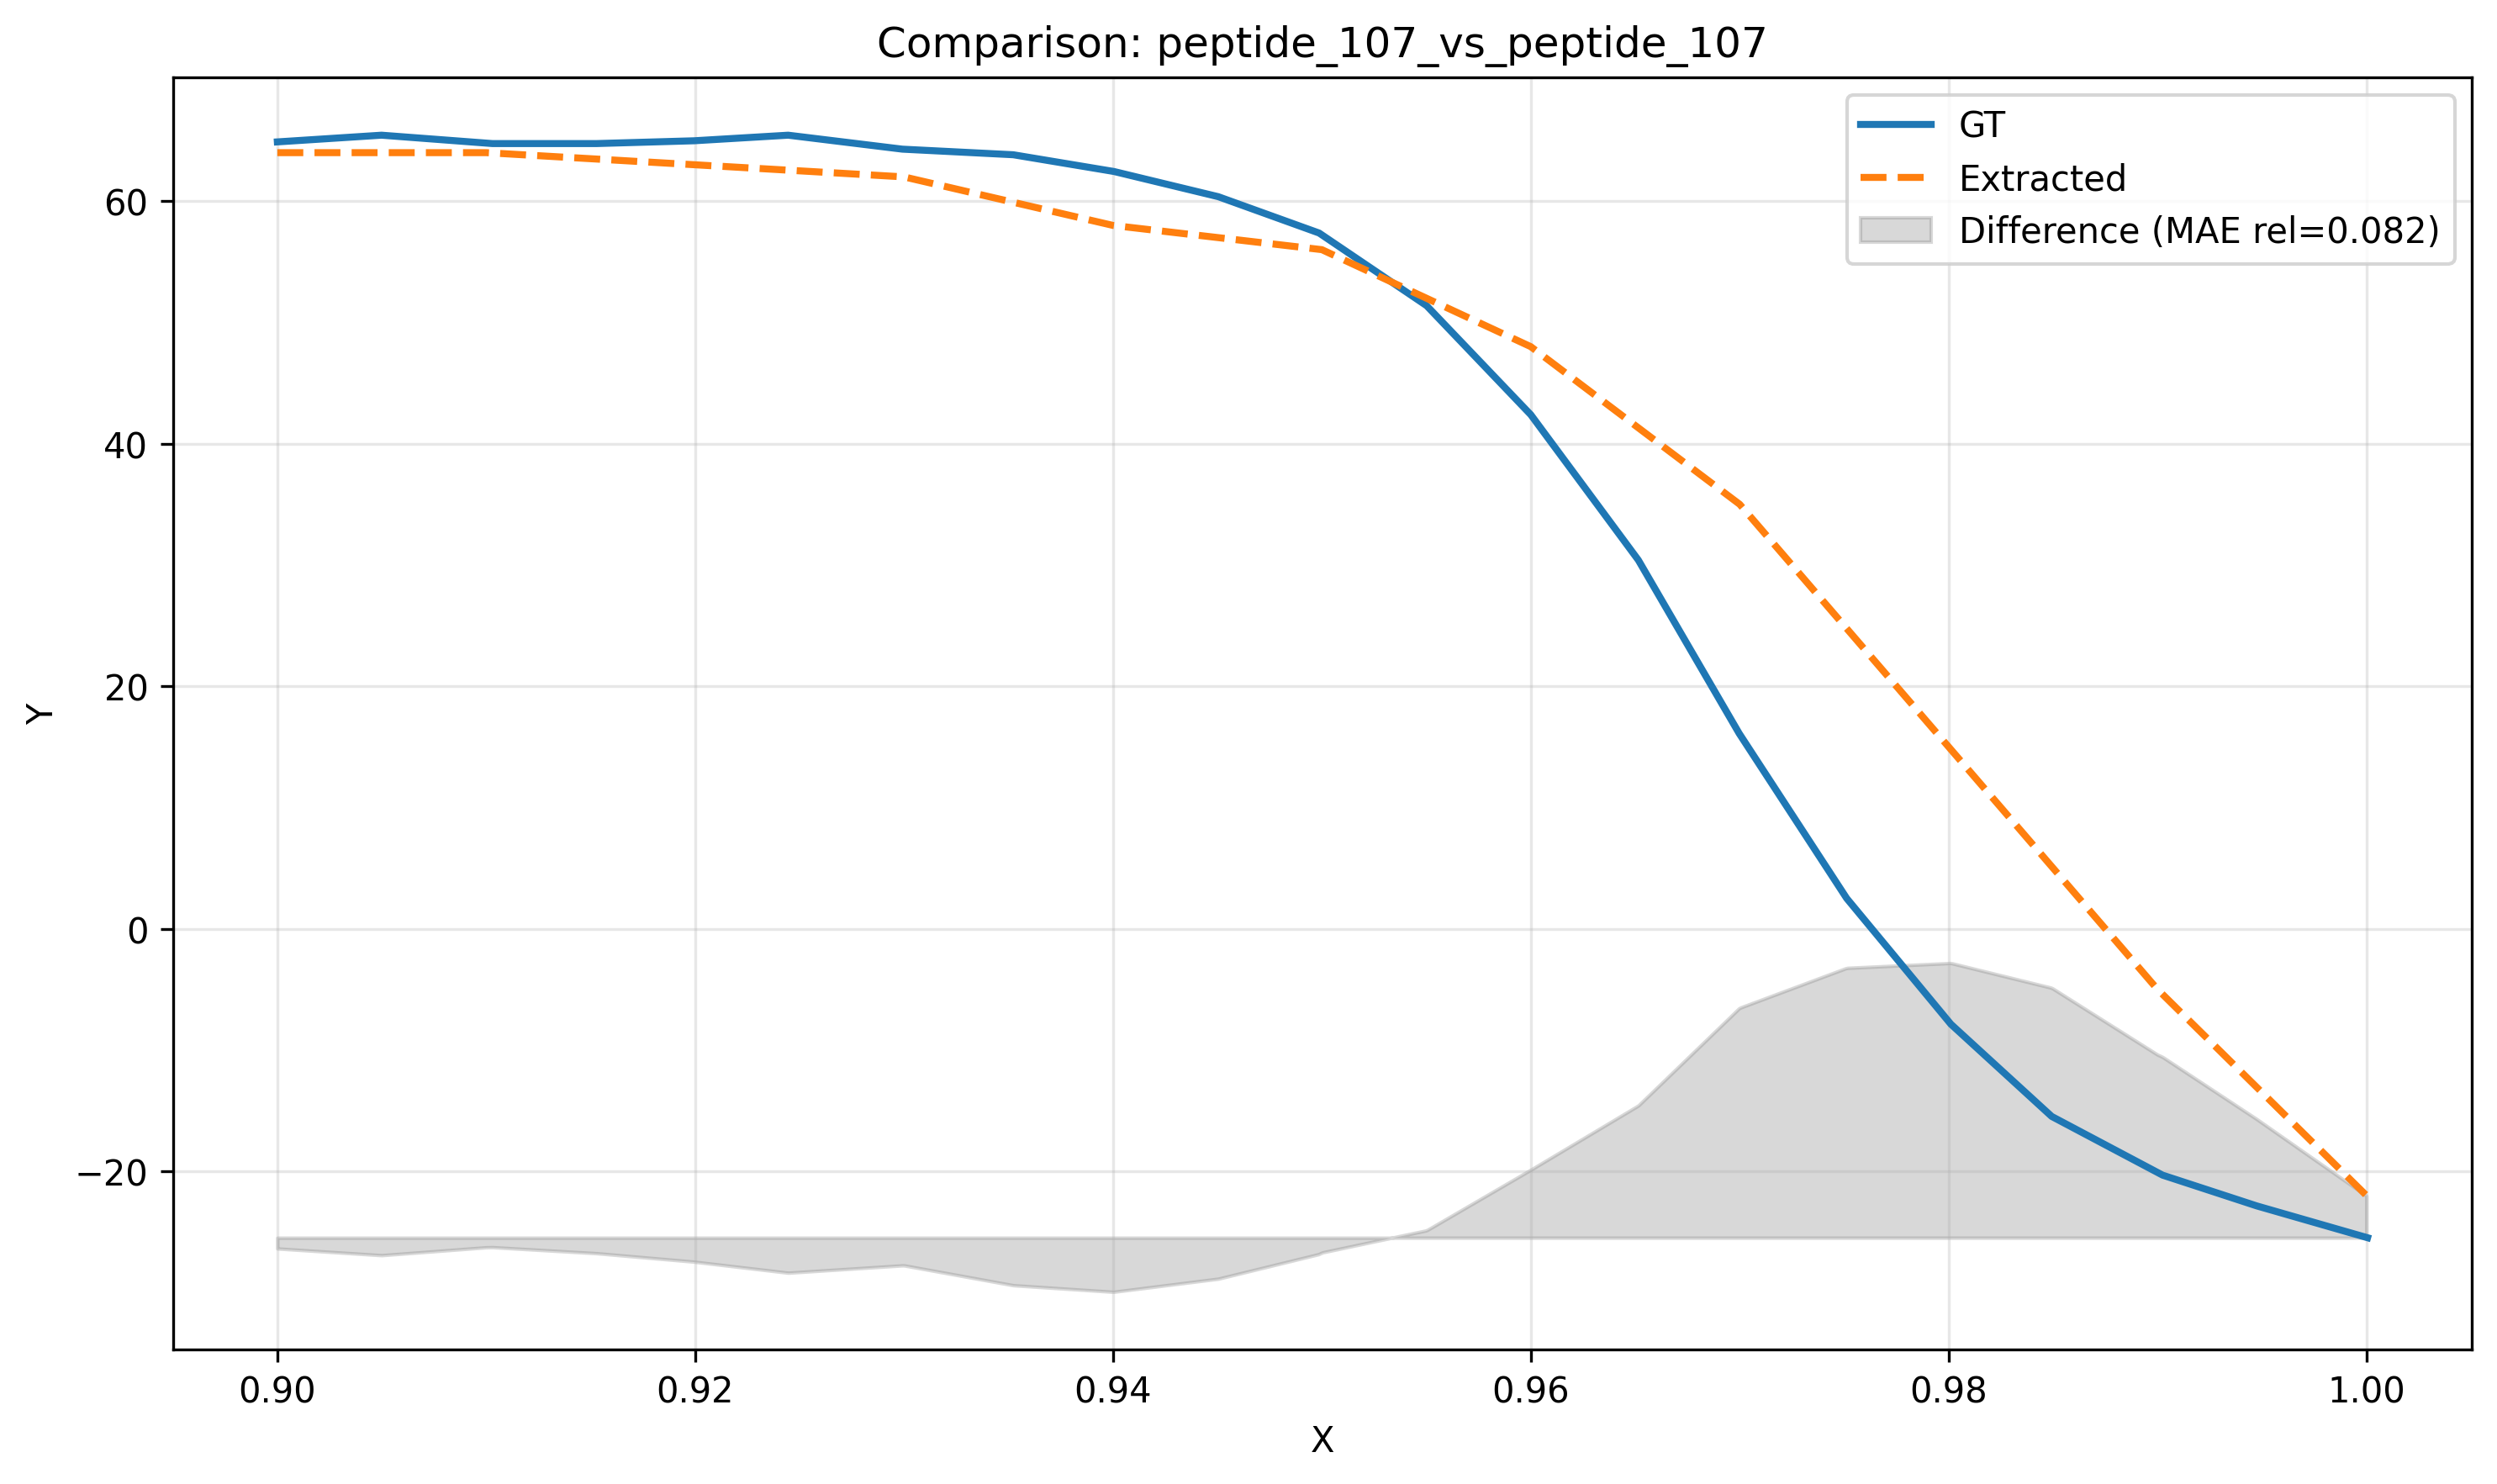 Comparison: peptide_107_vs_peptide_107
GT
Extracted
Difference (MAE rel=0.082)
60
40
20
0
−20
Y
0.90 0.92 0.94 0.96 0.98 1.00
X